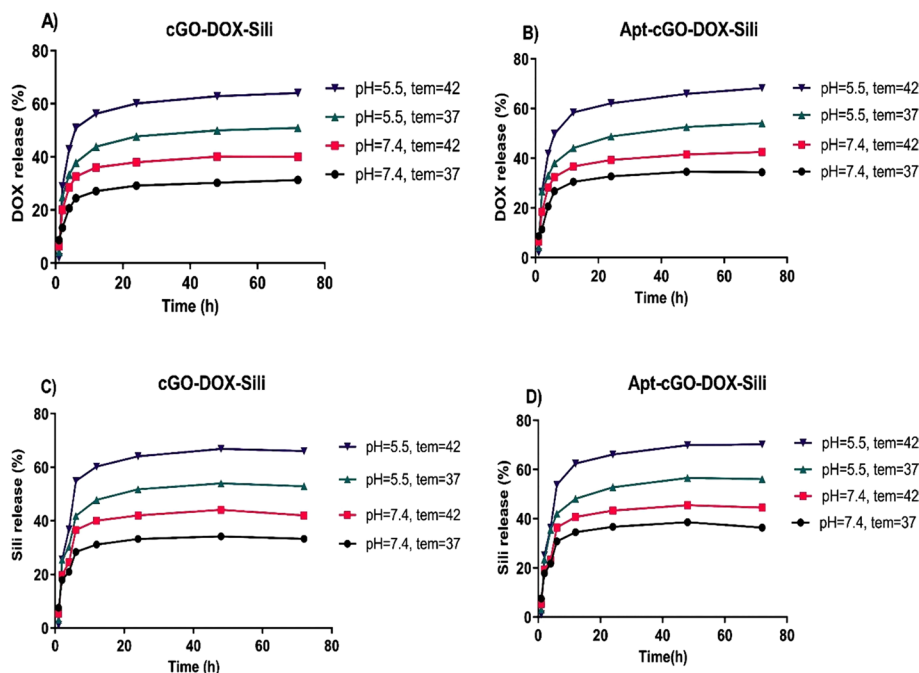 A)
cGO-DOX-Sili
DOX release (%)
80
60
40
20
0
0 20 40 60 80
Time (h)
pH=5.5, tem=42
pH=5.5, tem=37
pH=7.4, tem=42
pH=7.4, tem=37
B)
Apt-cGO-DOX-Sili
DOX release (%)
80
60
40
20
0
0 20 40 60 80
Time (h)
pH=5.5, tem=42
pH=5.5, tem=37
pH=7.4, tem=42
pH=7.4, tem=37
C)
cGO-DOX-Sili
Sili release (%)
80
60
40
20
0
0 20 40 60 80
Time (h)
pH=5.5, tem=42
pH=5.5, tem=37
pH=7.4, tem=42
pH=7.4, tem=37
D)
Apt-cGO-DOX-Sili
Sili release (%)
80
60
40
20
0
0 20 40 60 80
Time(h)
pH=5.5, tem=42
pH=5.5, tem=37
pH=7.4, tem=42
pH=7.4, tem=37